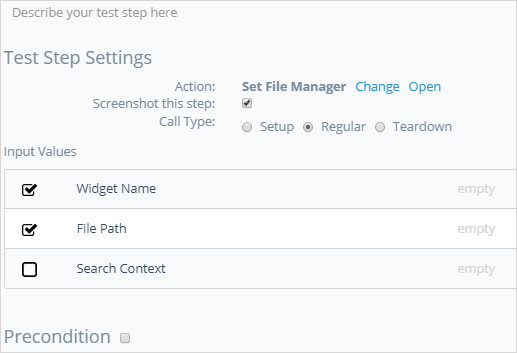 Describe your test step here
Test Step Settings
Action: Set File Manager Change Open
Screenshot this step:
Call Type: Setup Regular Teardown
Input Values
Widget Name empty
File Path empty
Search Context empty
Precondition